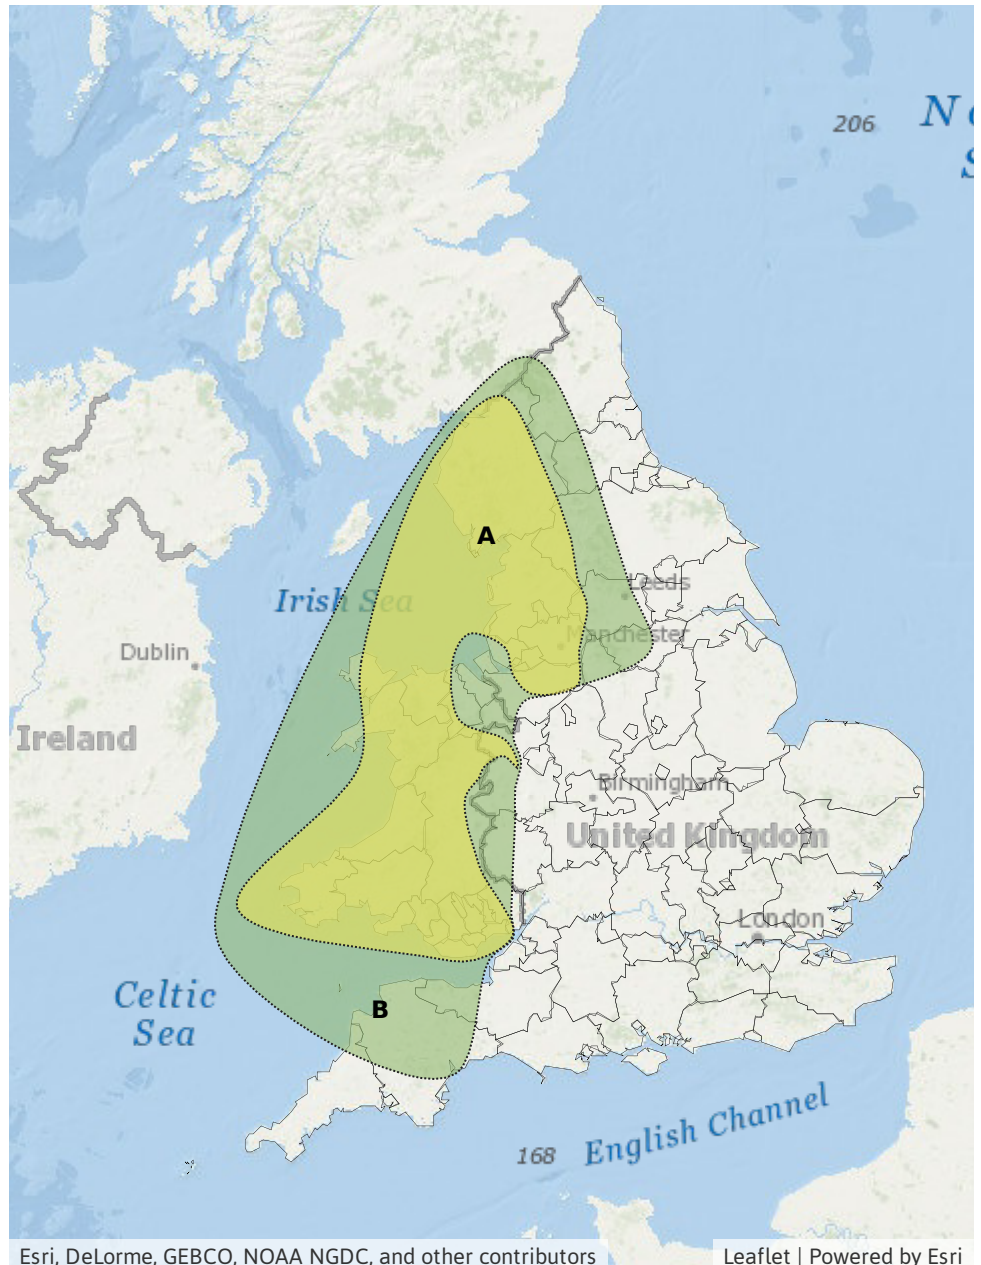 206
N
S
A
Leeds
Irish Sea
Manchester
Dublin
Ireland
Birmingham
United Kingdom
London
Celtic
Sea
B
English Channel
168
Esri, DeLorme, GEBCO, NOAA NGDC, and other contributors
Leaflet | Powered by Esri